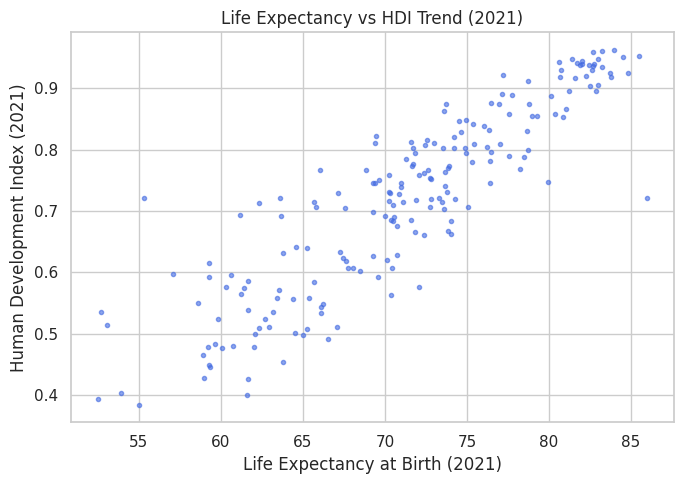 Life Expectancy vs HDI Trend (2021)
Human Development Index (2021)
0.9
0.8
0.7
0.6
0.5
0.4
55 60 65 70 75 80 85
Life Expectancy at Birth (2021)